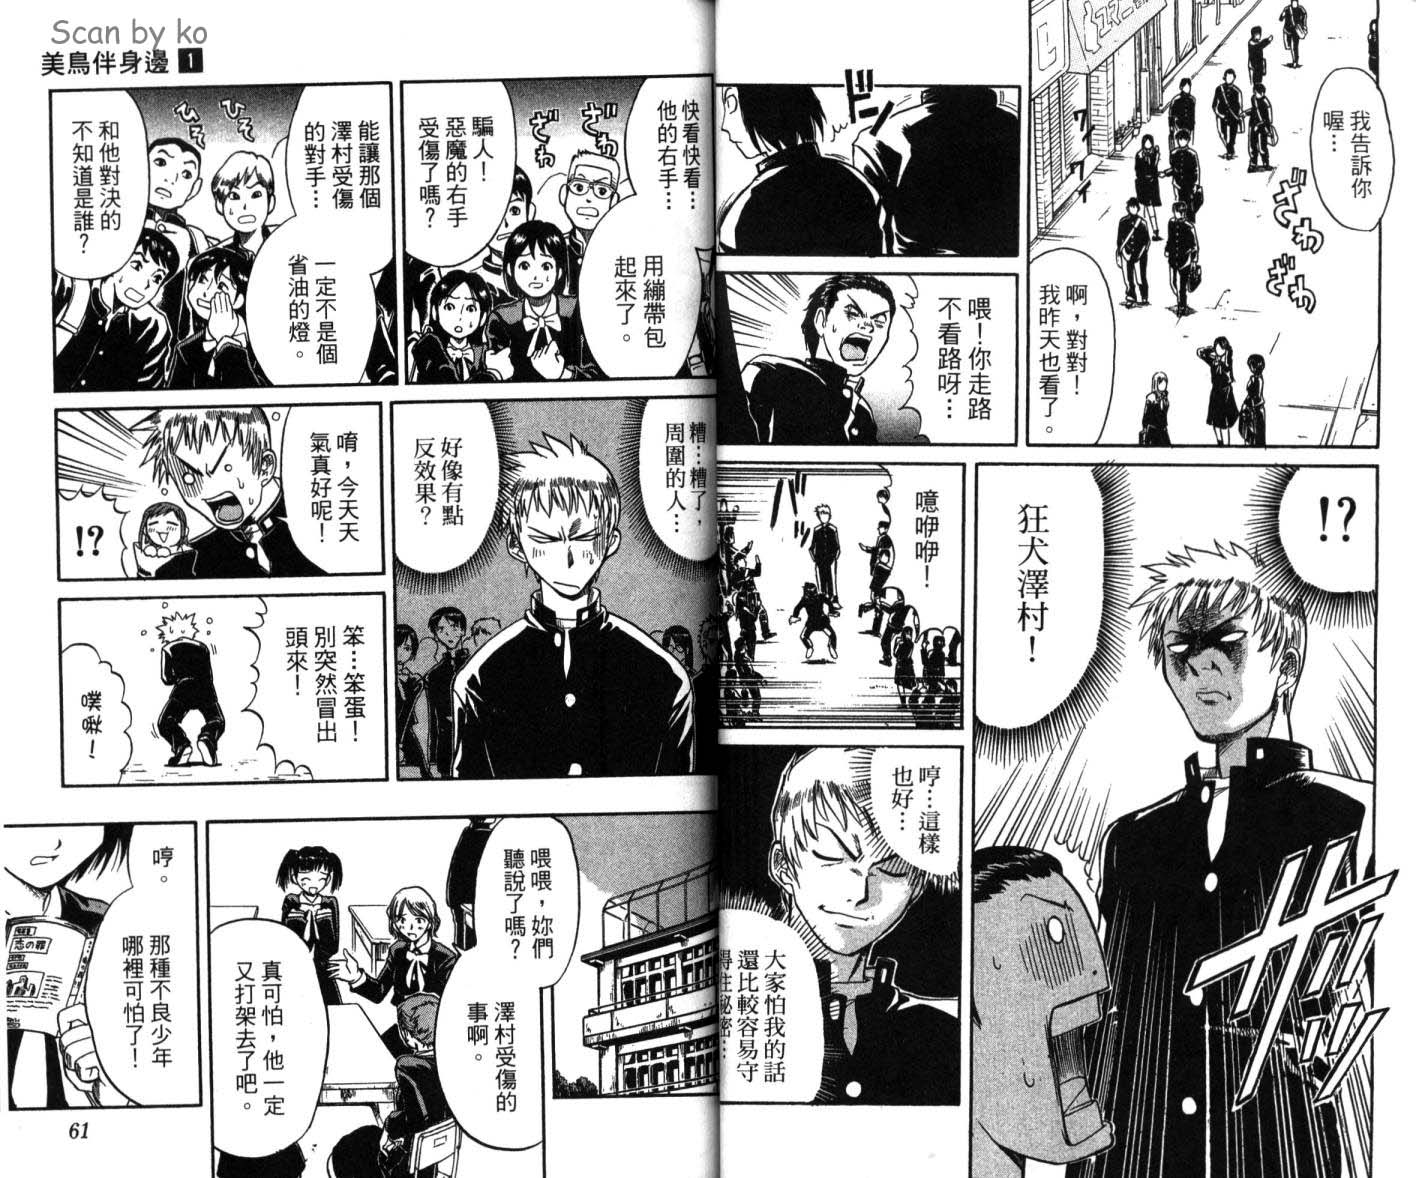 Scan by ko
美鳥伴身邊 1
我告訴你
喔…
ざわ
ざわ
啊，對對！
我昨天也看了。
ドン
喂！你走路
不看路呀…
!?
狂犬澤村！
噫咿咿！
哼…這樣
也好…
大家怕我的話
還比較容易守
得住秘密…
快看快看…
他的右手…
用繃帶包
起來了。
騙人！
惡魔的右手
受傷了嗎？
ざわ
ざわ
能讓那個
澤村受傷
的對手…
一定不是個
省油的燈。
ひそ
ひそ
和他對決的
不知道是誰？
糟…糟了，
周圍的人…
好像有點
反效果？
唷，今天天
氣真好呢！
!?
笨…笨蛋！
別突然冒出
頭來！
噗啾！
喂喂，妳們
聽說了嗎？
澤村受傷的
事啊。
真可怕，他一定
又打架去了吧。
哼。
那種不良少年
哪裡可怕了！
61